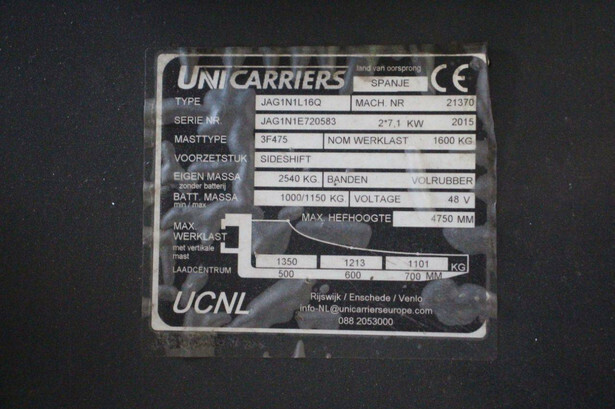 UNICARRIERS land van oorsprong SPANJE CE
TYPE JAG1N1L16Q MACH. NR 21370
SERIE NR. JAG1N1E720583 2*7,1 KW 2015
MASTTYPE 3F475 NOM WERKLAST 1600 KG
VOORZETSTUK SIDESHIFT
EIGEN MASSA zonder batterij 2540 KG. BANDEN VOLRUBBER
BATT. MASSA min / max 1000/1150 KG. VOLTAGE 48 V
MAX. HEFHOOGTE 4750 MM
MAX. WERKLAST met vertikale mast 1350 1213 1101 KG
LAADCENTRUM 500 600 700 MM
UCNL
Rijswijk / Enschede / Venlo
info-NL@unicarrierseurope.com
088 2053000